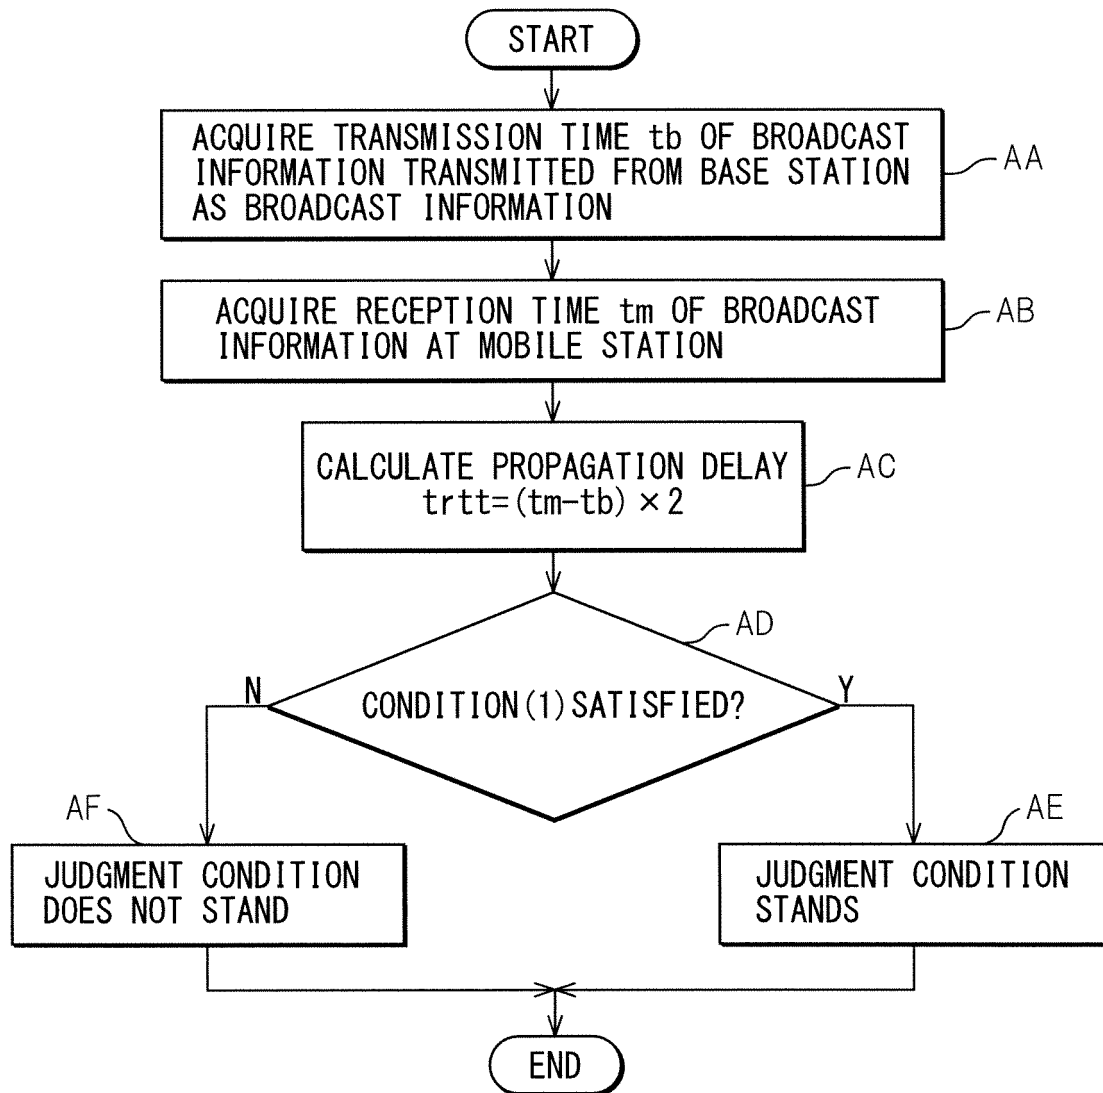 START
ACQUIRE TRANSMISSION TIME tb OF BROADCAST
INFORMATION TRANSMITTED FROM BASE STATION
AS BROADCAST INFORMATION
AA
ACQUIRE RECEPTION TIME tm OF BROADCAST
INFORMATION AT MOBILE STATION
AB
CALCULATE PROPAGATION DELAY
trtt=(tm-tb)×2
AC
AD
N
CONDITION(1)SATISFIED?
Y
AF
JUDGMENT CONDITION
DOES NOT STAND
AE
JUDGMENT CONDITION
STANDS
END